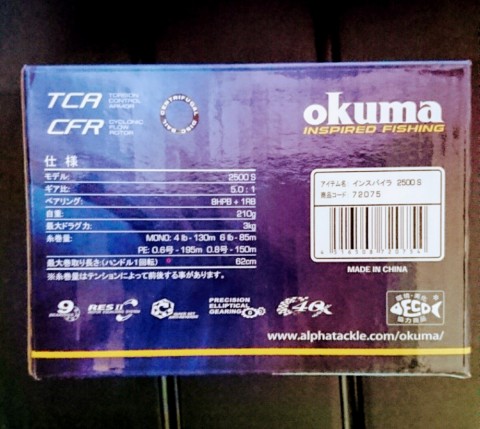 TCA TORSION CONTROL ARMOR
CFR CYCLONIC FLOW ROTOR
CENTRIFUGAL
okuma
INSPIRED FISHING
仕様
モデル: 2500 S
ギア比: 5.0:1
ベアリング: 8HPB + 1RB
自重: 210g
最大ドラグ力: 3kg
糸巻量: MONO: 4 lb -130m 6 lb -85m
PE: 0.6号-195m 0.8号-150m
最大巻取り長さ:(ハンドル1回転) 62cm
※糸巻量はテンションによって前後する事があります。
アイテム名 インスパイラ 2500 S
商品コード 72075
MADE IN CHINA
9 RES II PRECISION ELLIPTICAL GEARING 40X
www.alphatackle.com/okuma/